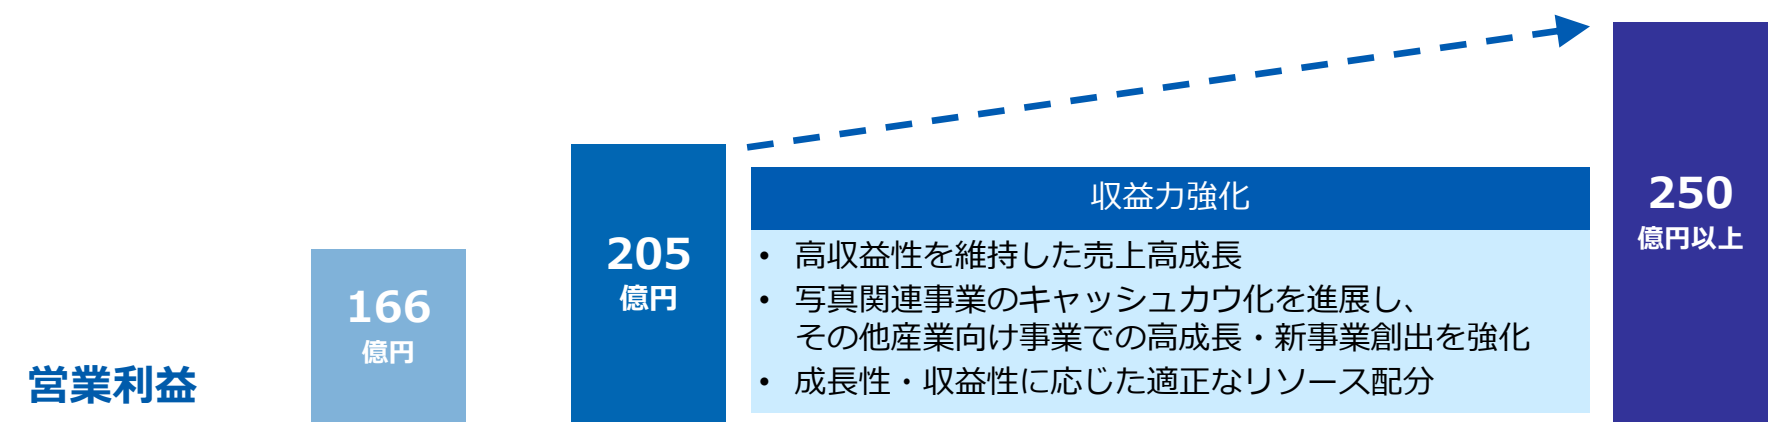 営業利益
166
億円
205
億円
収益力強化
• 高収益性を維持した売上高成長
• 写真関連事業のキャッシュカウ化を進展し、
その他産業向け事業での高成長・新事業創出を強化
• 成長性・収益性に応じた適正なリソース配分
250
億円以上